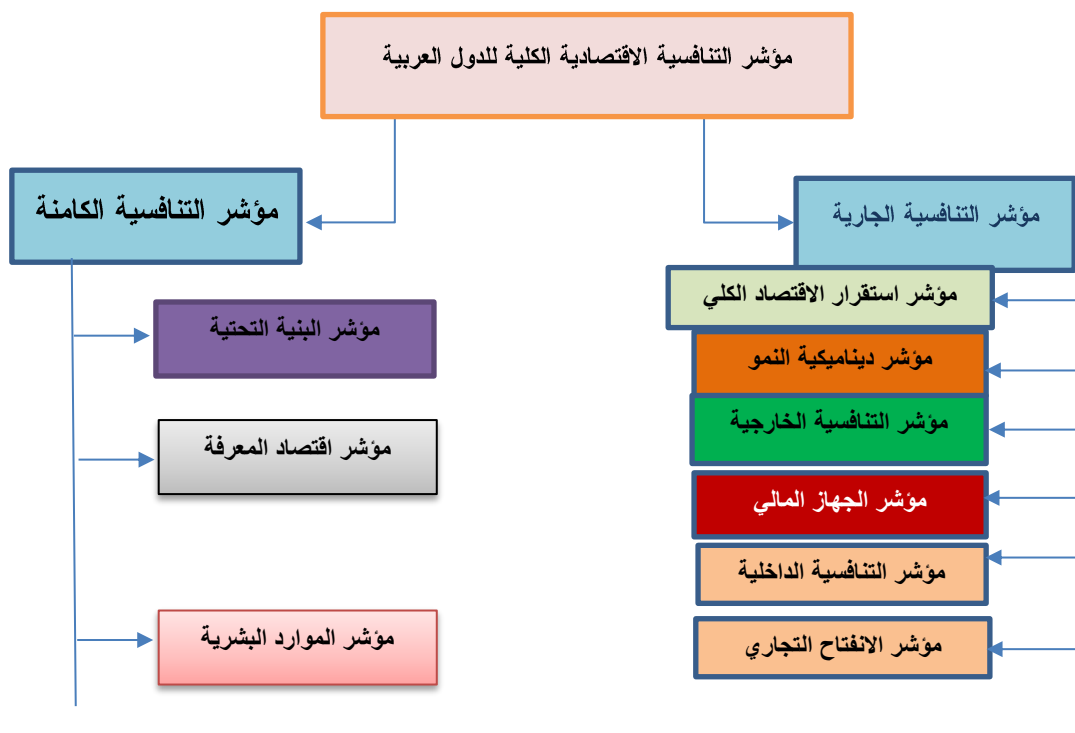 مؤشر التنافسية الاقتصادية الكلية للدول العربية
مؤشر التنافسية الجارية
مؤشر استقرار الاقتصاد الكلي
مؤشر ديناميكية النمو
مؤشر التنافسية الخارجية
مؤشر الجهاز المالي
مؤشر التنافسية الداخلية
مؤشر الانفتاح التجاري
مؤشر التنافسية الكامنة
مؤشر البنية التحتية
مؤشر اقتصاد المعرفة
مؤشر الموارد البشرية